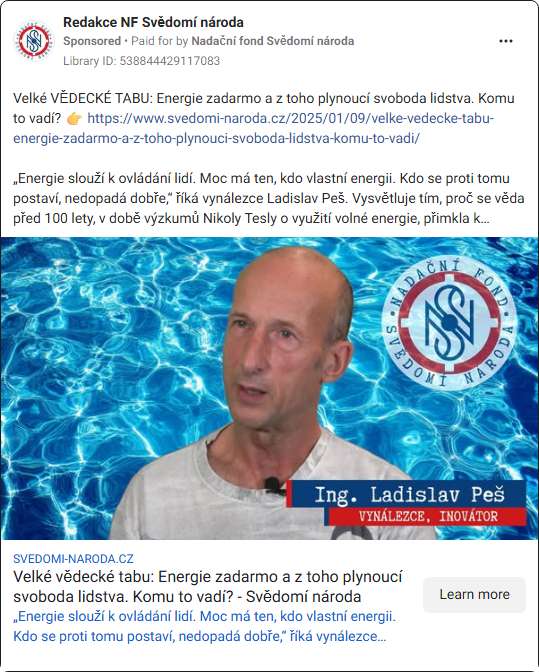 Redakce NF Svědomí národa
Sponsored • Paid for by Nadační fond Svědomí národa
Library ID: 538844429117083
Velké VĚDECKÉ TABU: Energie zadarmo a z toho plynoucí svoboda lidstva. Komu
to vadí? 👉 https://www.svedomi-naroda.cz/2025/01/09/velke-vedecke-tabu-
energie-zadarmo-a-z-toho-plynouci-svoboda-lidstva-komu-to-vadi/
„Energie slouží k ovládání lidí. Moc má ten, kdo vlastní energii. Kdo se proti tomu
postaví, nedopadá dobře,“ říká vynálezce Ladislav Peš. Vysvětluje tím, proč se věda
před 100 lety, v době výzkumů Nikoly Tesly o využití volné energie, přimkla k...
NADAČNÍ FOND
SVĚDOMÍ NÁRODA
NSN
Ing. Ladislav Peš
VYNÁLEZCE, INOVÁTOR
SVEDOMI-NARODA.CZ
Velké vědecké tabu: Energie zadarmo a z toho plynoucí
svoboda lidstva. Komu to vadí? - Svědomí národa
Learn more
„Energie slouží k ovládání lidí. Moc má ten, kdo vlastní energii.
Kdo se proti tomu postaví, nedopadá dobře,“ říká vynálezce...